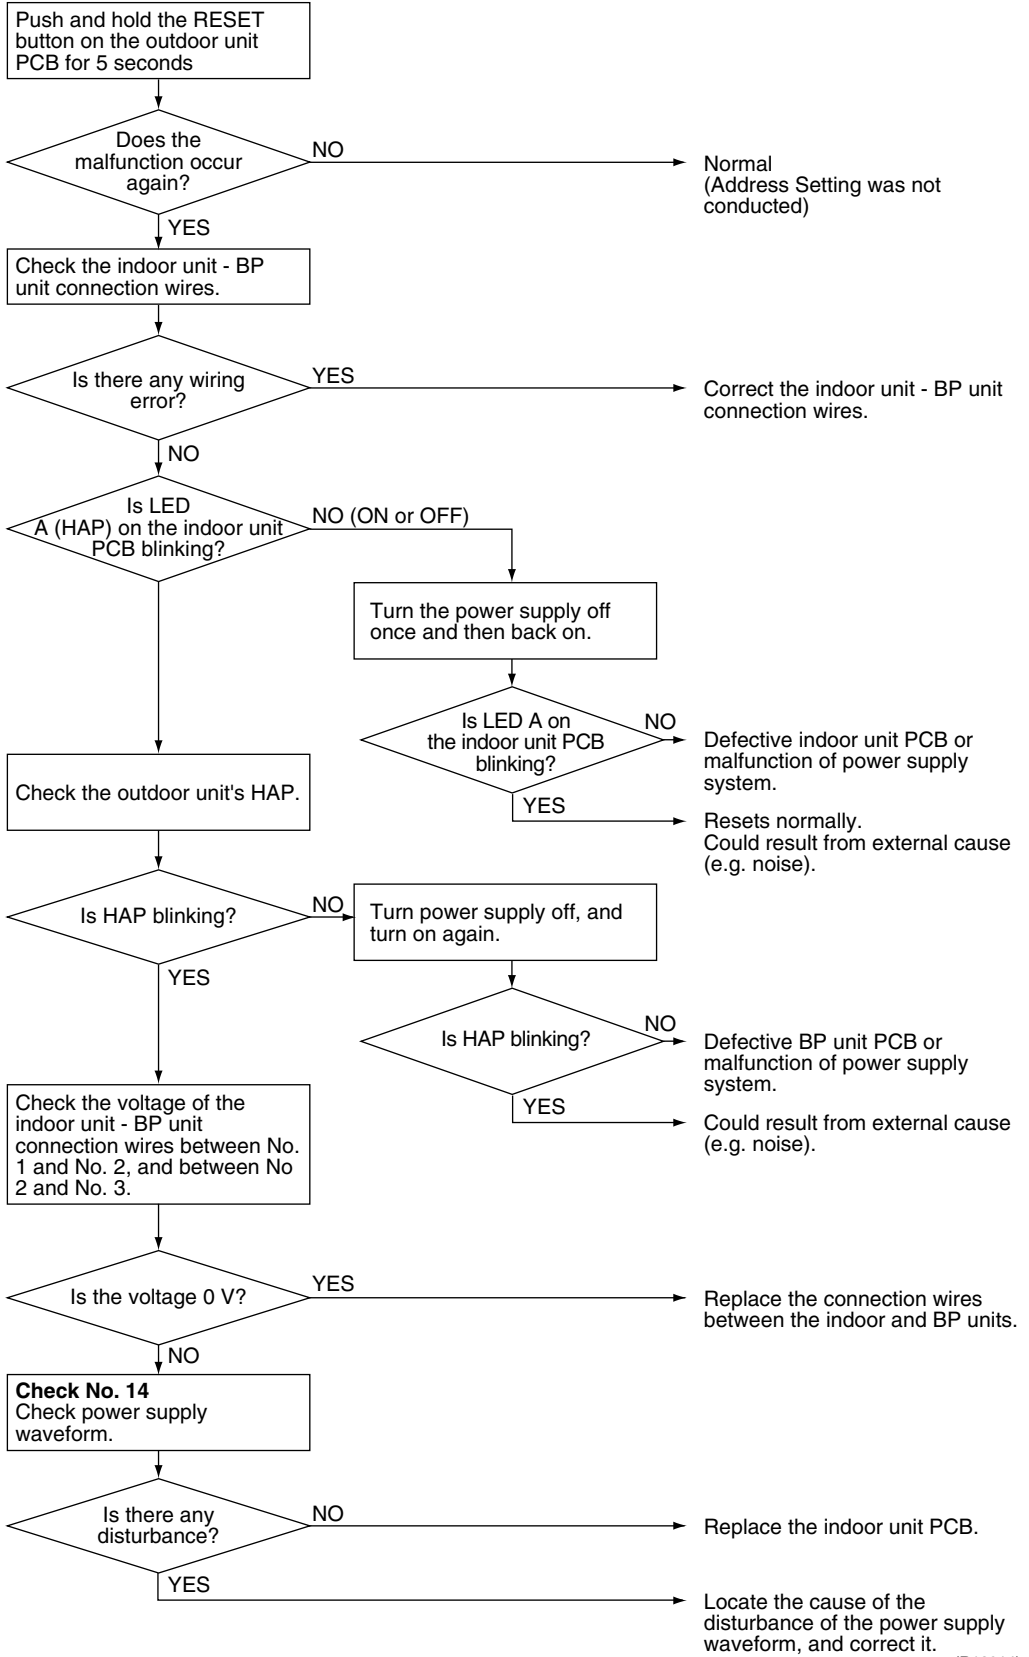 Push and hold the RESET
button on the outdoor unit
PCB for 5 seconds
Does the
malfunction occur
again?
NO
Normal
(Address Setting was not
conducted)
YES
Check the indoor unit - BP
unit connection wires.
Is there any wiring
error?
YES
Correct the indoor unit - BP unit
connection wires.
NO
Is LED
A (HAP) on the indoor unit
PCB blinking?
NO (ON or OFF)
Turn the power supply off
once and then back on.
Is LED A on
the indoor unit PCB
blinking?
NO
Defective indoor unit PCB or
malfunction of power supply
system.
YES
Resets normally.
Could result from external cause
(e.g. noise).
Check the outdoor unit's HAP.
Is HAP blinking?
NO
Turn power supply off, and
turn on again.
YES
Is HAP blinking?
NO
Defective BP unit PCB or
malfunction of power supply
system.
YES
Could result from external cause
(e.g. noise).
Check the voltage of the
indoor unit - BP unit
connection wires between No.
1 and No. 2, and between No
2 and No. 3.
Is the voltage 0 V?
YES
Replace the connection wires
between the indoor and BP units.
NO
Check No. 14
Check power supply
waveform.
Is there any
disturbance?
NO
Replace the indoor unit PCB.
YES
Locate the cause of the
disturbance of the power supply
waveform, and correct it.